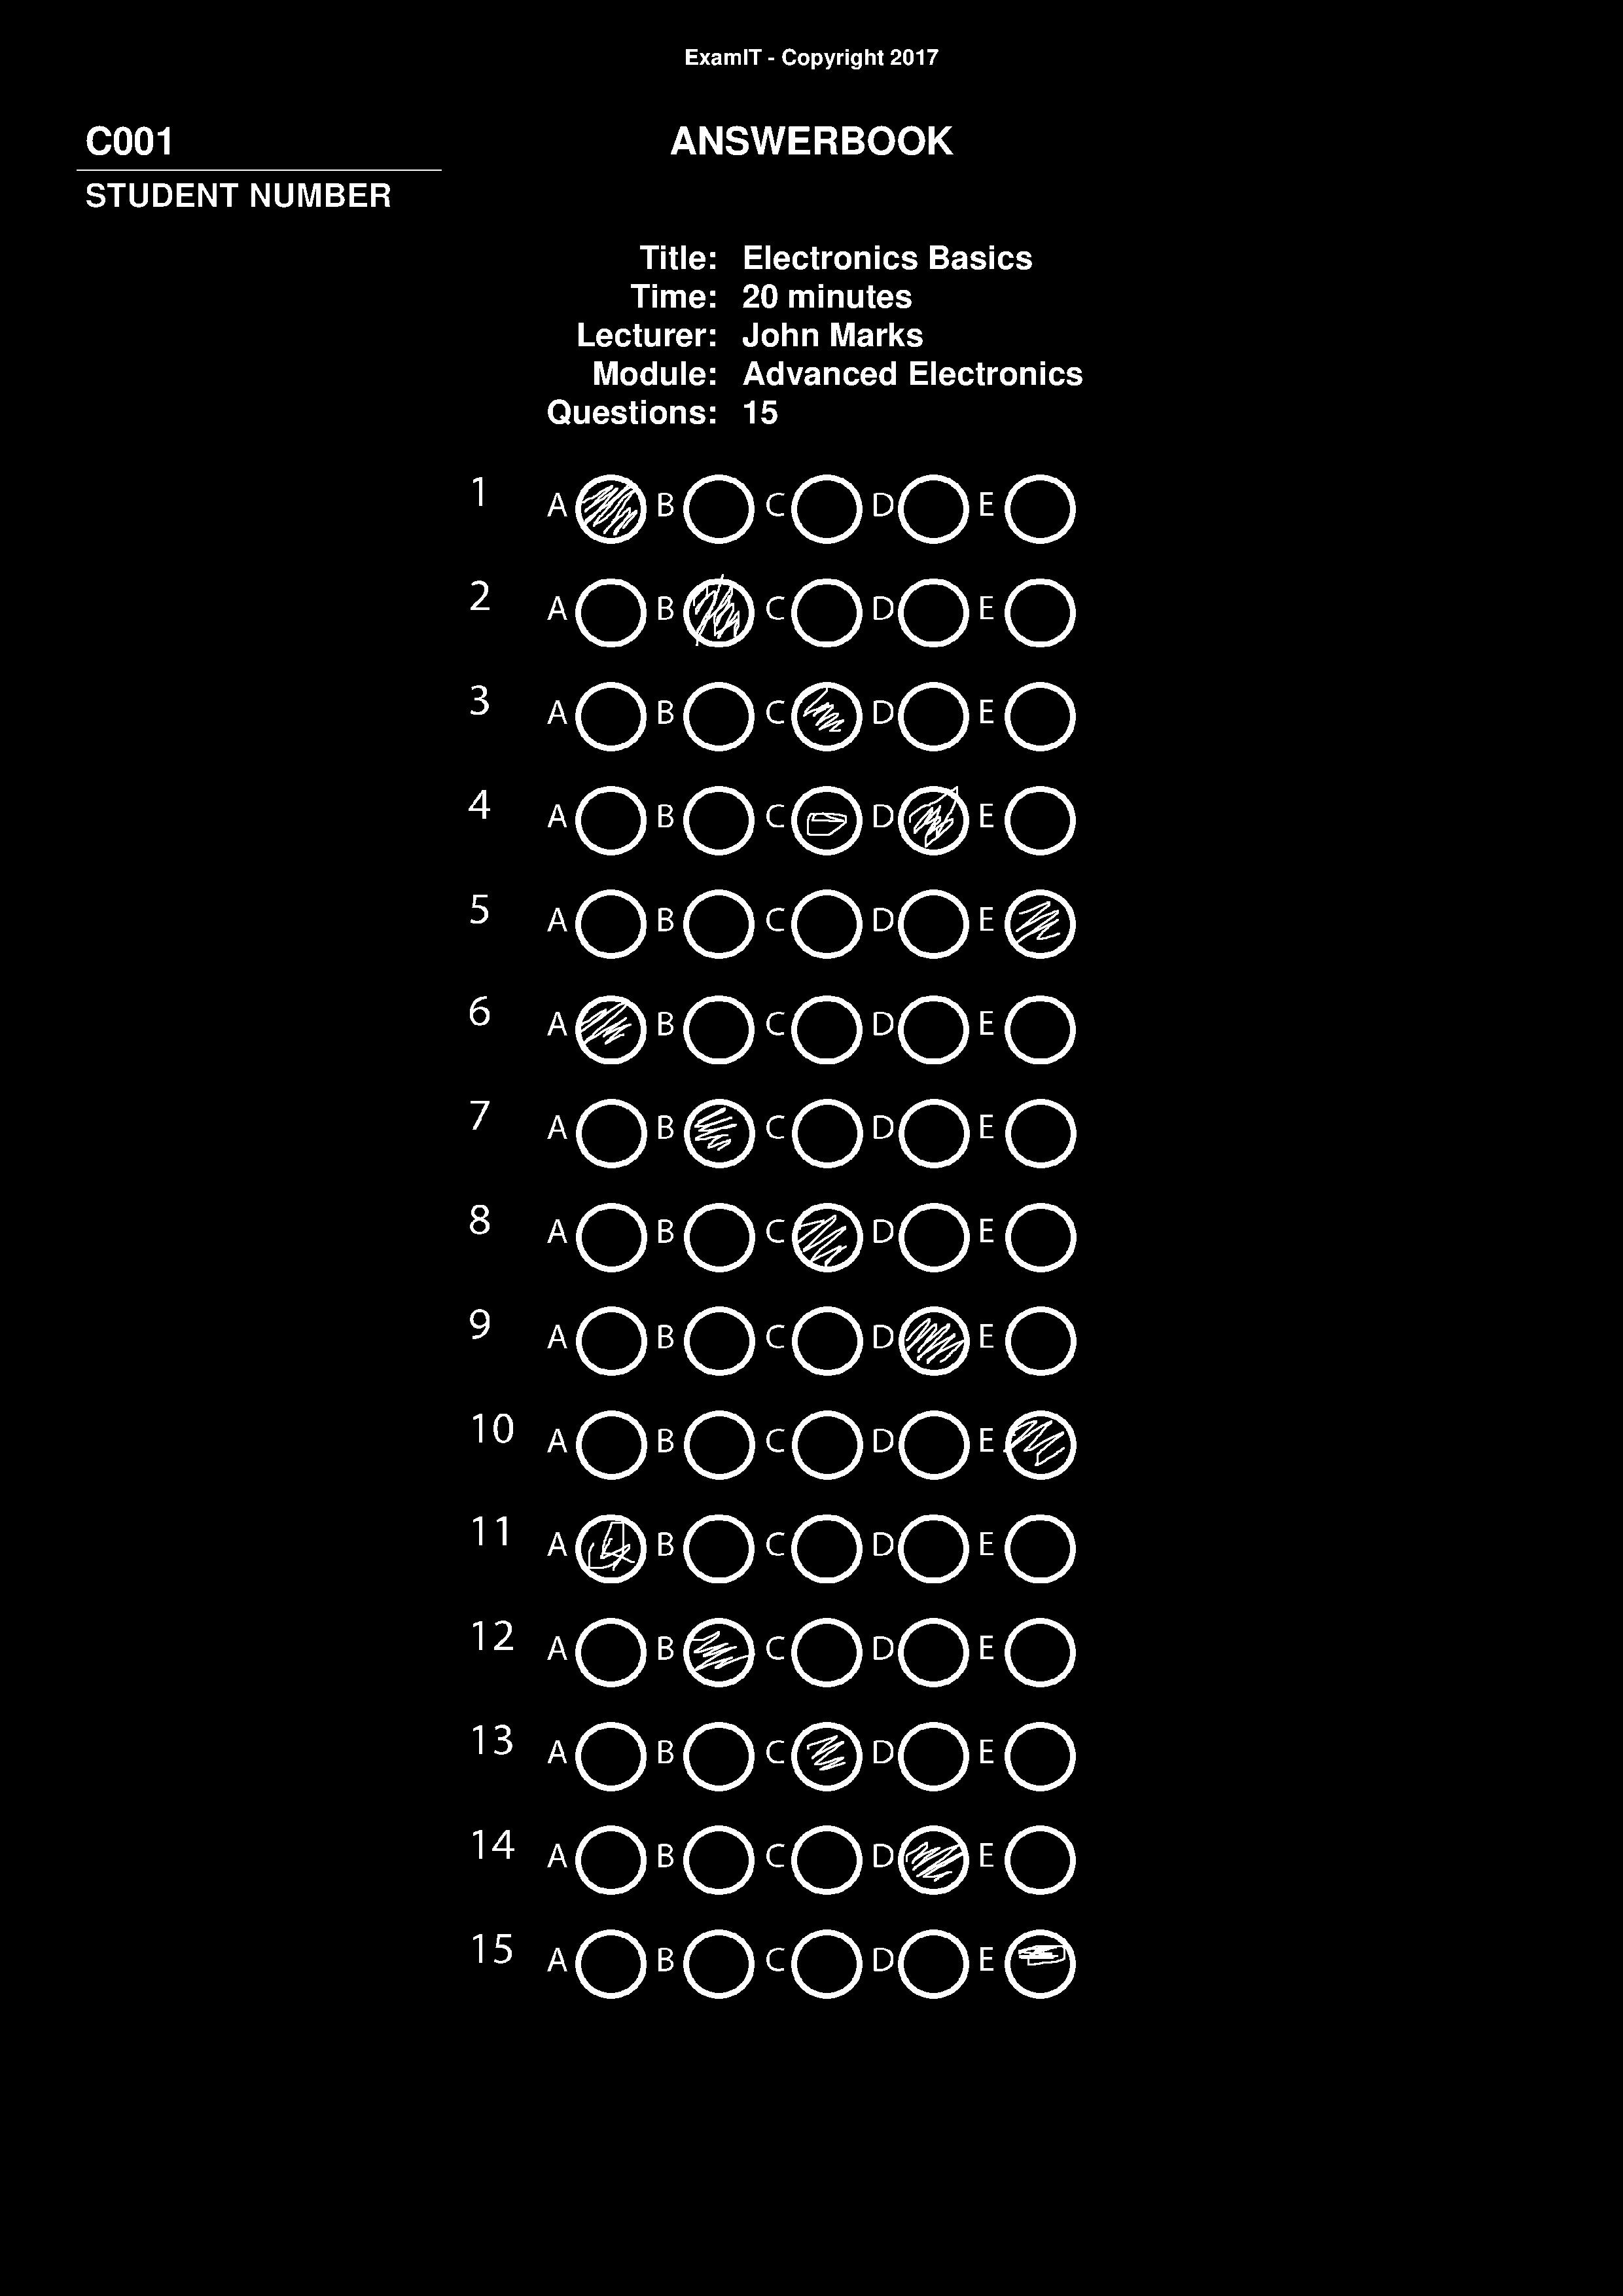 ExamIT - Copyright 2017
C001
ANSWERBOOK
STUDENT NUMBER
Title: Electronics Basics
Time: 20 minutes
Lecturer: John Marks
Module: Advanced Electronics
Questions: 15
1 A B C D E
2 A B C D E
3 A B C D E
4 A B C D E
5 A B C D E
6 A B C D E
7 A B C D E
8 A B C D E
9 A B C D E
10 A B C D E
11 A B C D E
12 A B C D E
13 A B C D E
14 A B C D E
15 A B C D E